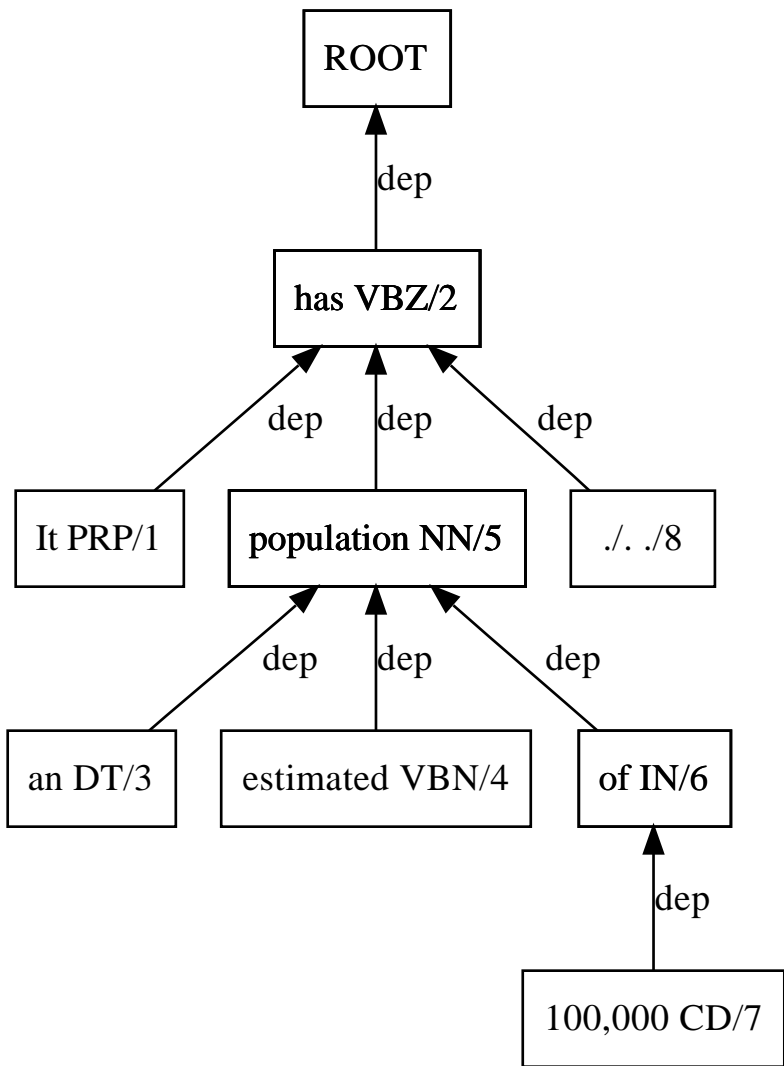 ROOT
dep
has VBZ/2
dep dep dep
It PRP/1 population NN/5 ./. ./8
dep dep dep
an DT/3 estimated VBN/4 of IN/6
dep
100,000 CD/7